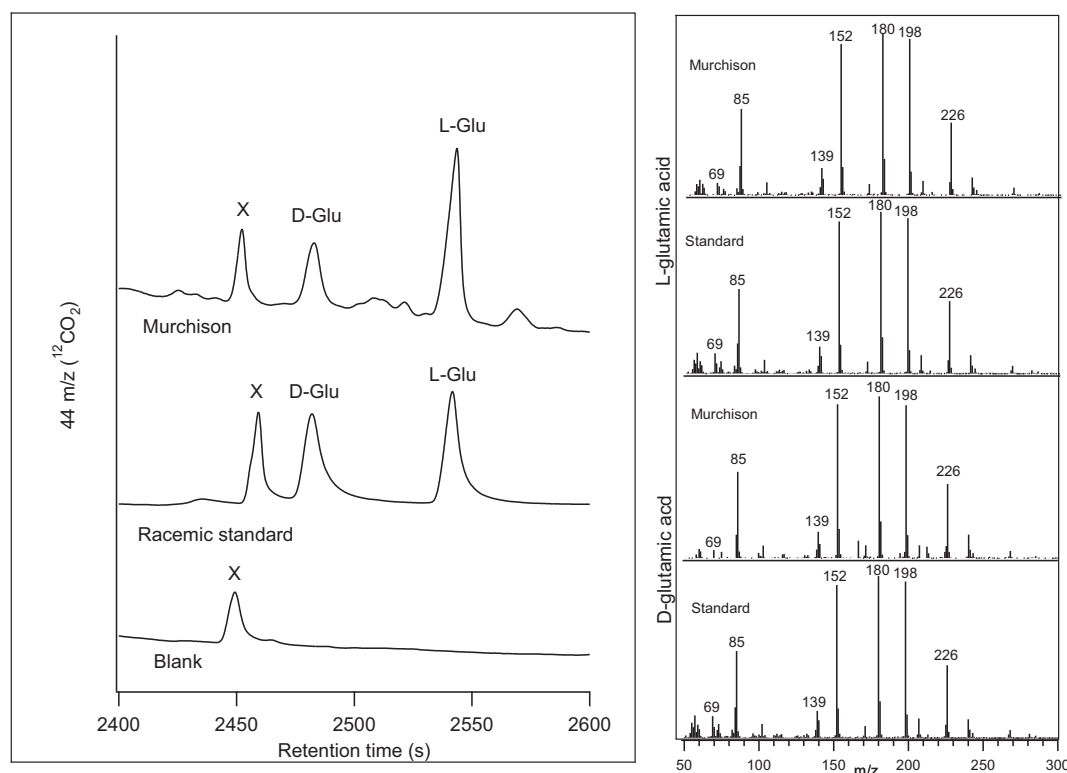 44 m/z (¹²CO₂)
L-Glu
X
D-Glu
Murchison
X
D-Glu
L-Glu
Racemic standard
X
Blank
2400 2450 2500 2550 2600
Retention time (s)
L-glutamic acid
Murchison
69
85
139
152
180
198
226
Standard
69
85
139
152
180
198
226
D-glutamic acd
Murchison
69
85
139
152
180
198
226
Standard
69
85
139
152
180
198
226
50 100 150 200 250 300
m/z